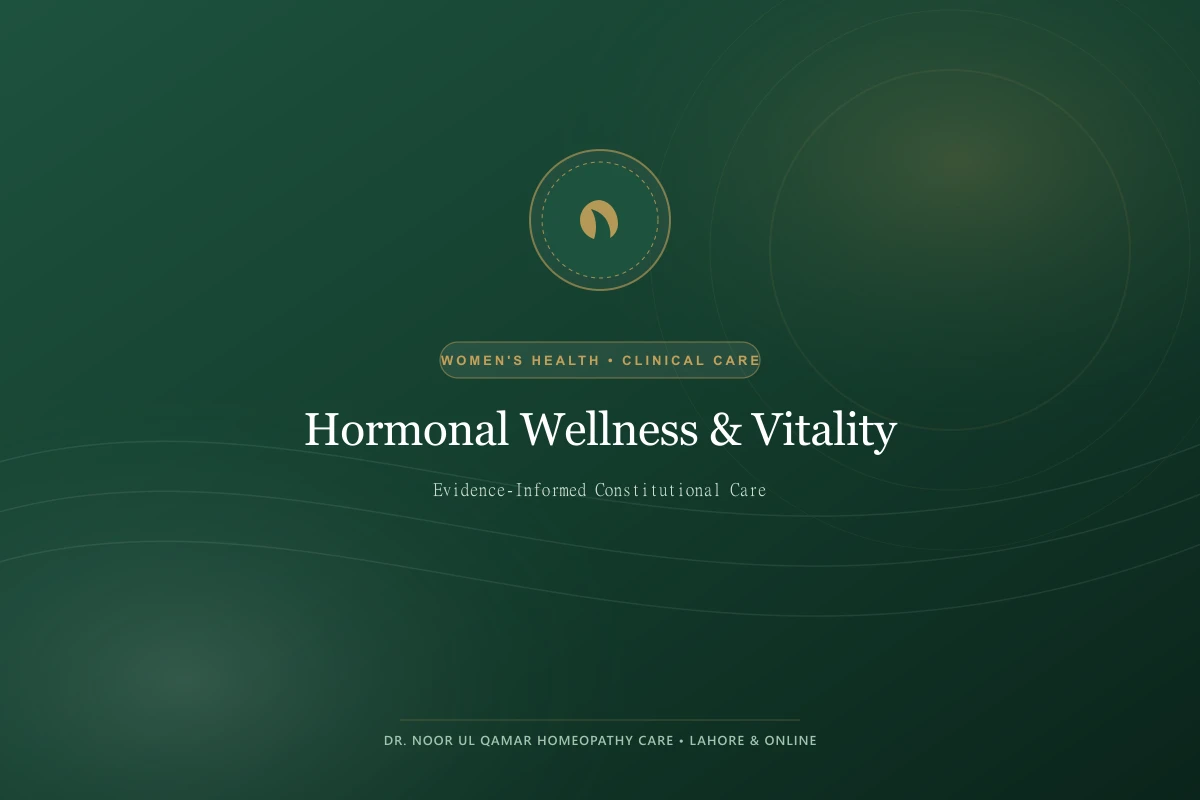 WOMEN'S HEALTH • CLINICAL CARE
Hormonal Wellness & Vitality
Evidence-Informed Constitutional Care
DR. NOOR UL QAMAR HOMEOPATHY CARE • LAHORE & ONLINE